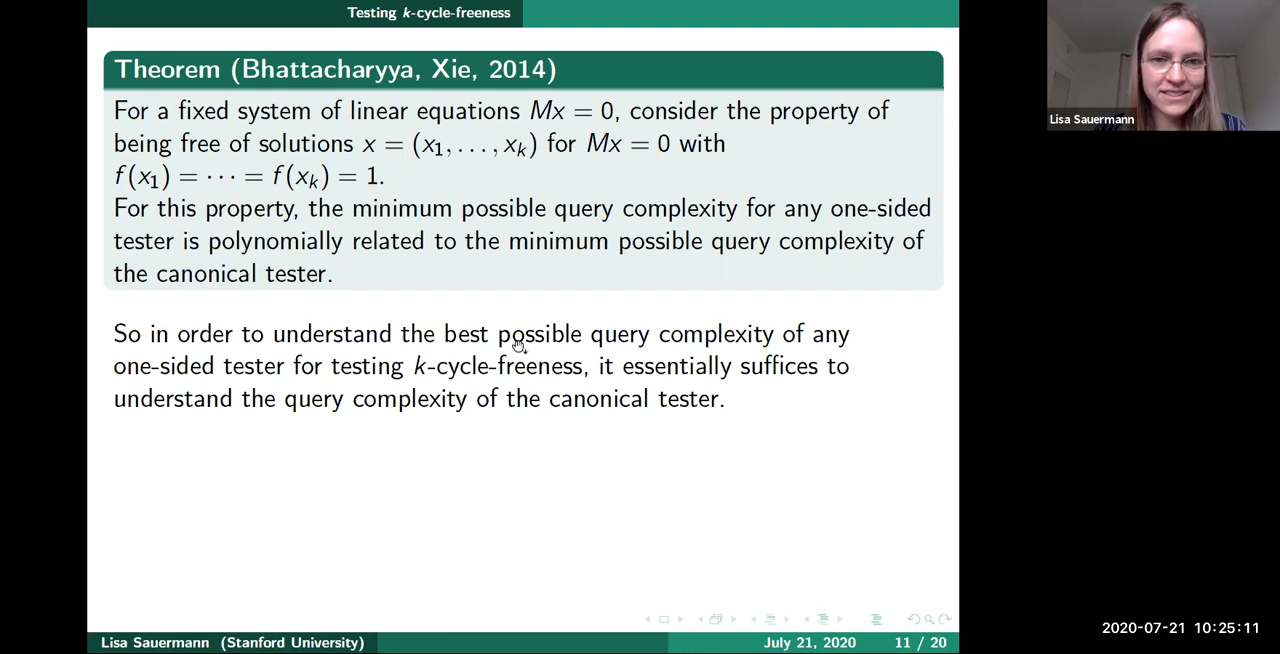 Testing k-cycle-freeness
Theorem (Bhattacharyya, Xie, 2014)
For a fixed system of linear equations Mx = 0, consider the property of
being free of solutions x = (x₁, . . . , xₖ) for Mx = 0 with
f(x₁) = · · · = f(xₖ) = 1.
For this property, the minimum possible query complexity for any one-sided
tester is polynomially related to the minimum possible query complexity of
the canonical tester.
So in order to understand the best possible query complexity of any
one-sided tester for testing k-cycle-freeness, it essentially suffices to
understand the query complexity of the canonical tester.
Lisa Sauermann (Stanford University)
July 21, 2020
11 / 20
Lisa Sauermann
2020-07-21 10:25:11